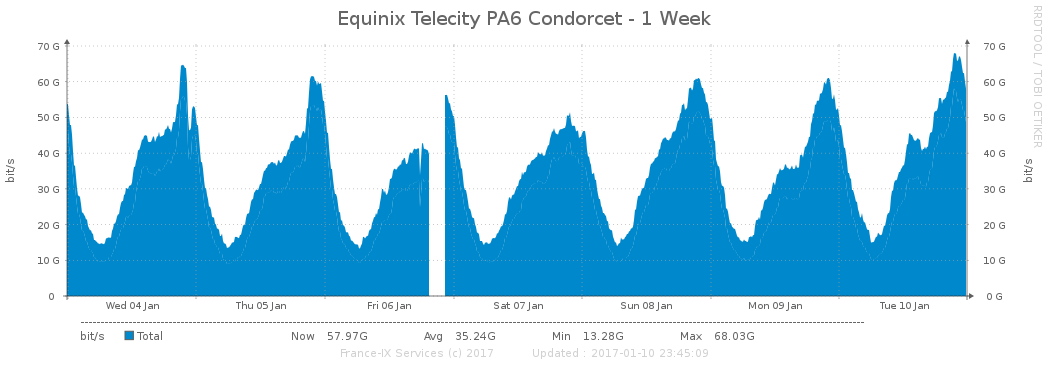 Equinix Telecity PA6 Condorcet - 1 Week
RRDTOOL / TOBI OETIKER
70 G 70 G
60 G 60 G
50 G 50 G
40 G 40 G
30 G 30 G
20 G 20 G
10 G 10 G
0 0 G
bit/s
bit/s
Wed 04 Jan Thu 05 Jan Fri 06 Jan Sat 07 Jan Sun 08 Jan Mon 09 Jan Tue 10 Jan
bit/s Total Now 57.97G Avg 35.24G Min 13.28G Max 68.03G
France-IX Services (c) 2017 Updated : 2017-01-10 23:45:09